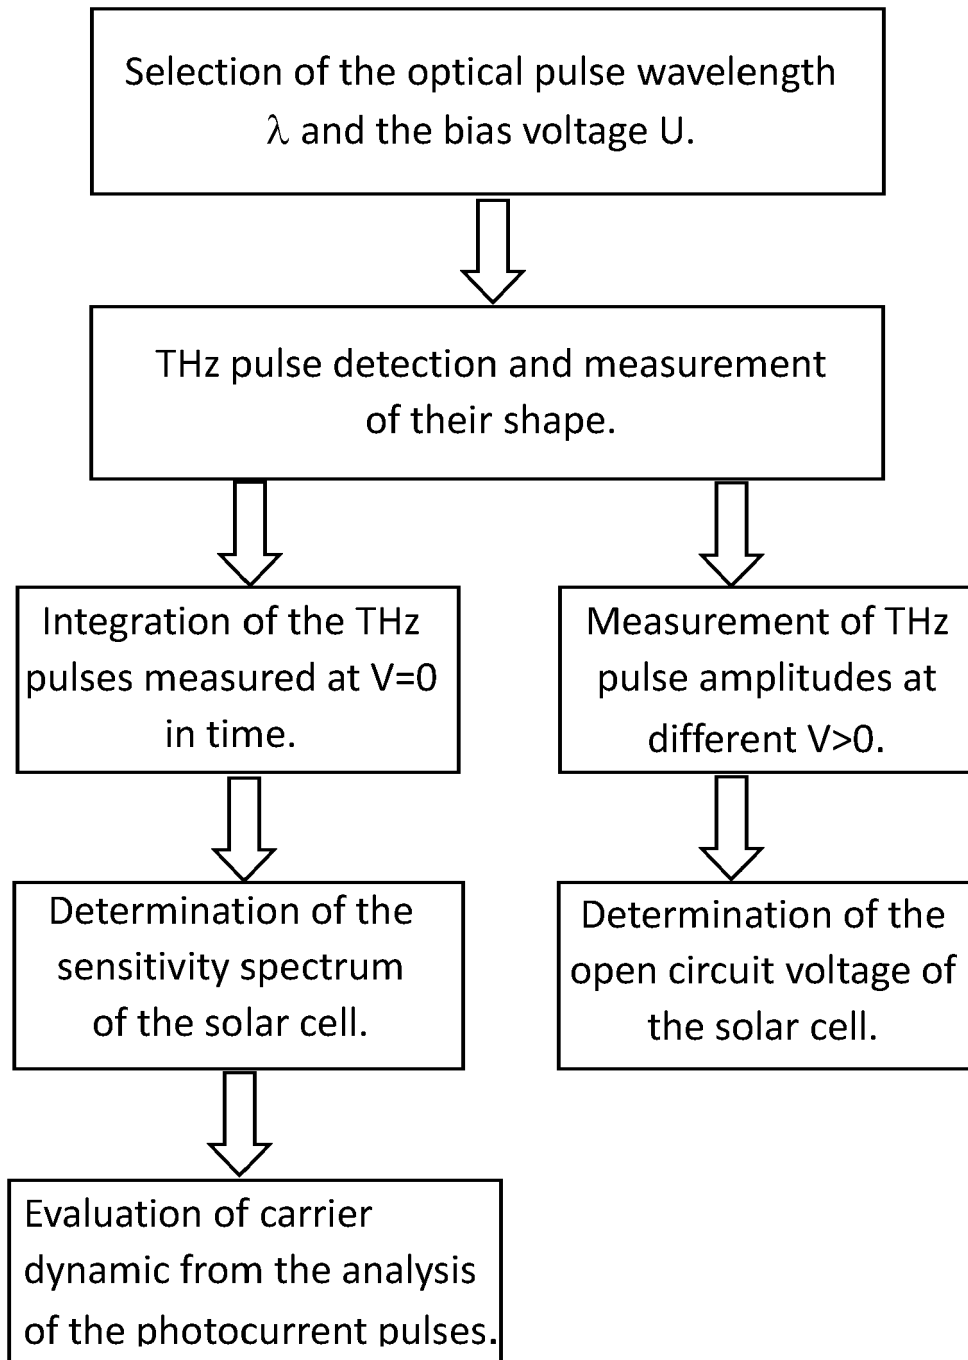 Selection of the optical pulse wavelength
λ and the bias voltage U.
THz pulse detection and measurement
of their shape.
Integration of the THz
pulses measured at V=0
in time.
Measurement of THz
pulse amplitudes at
different V>0.
Determination of the
sensitivity spectrum
of the solar cell.
Determination of the
open circuit voltage of
the solar cell.
Evaluation of carrier
dynamic from the analysis
of the photocurrent pulses.